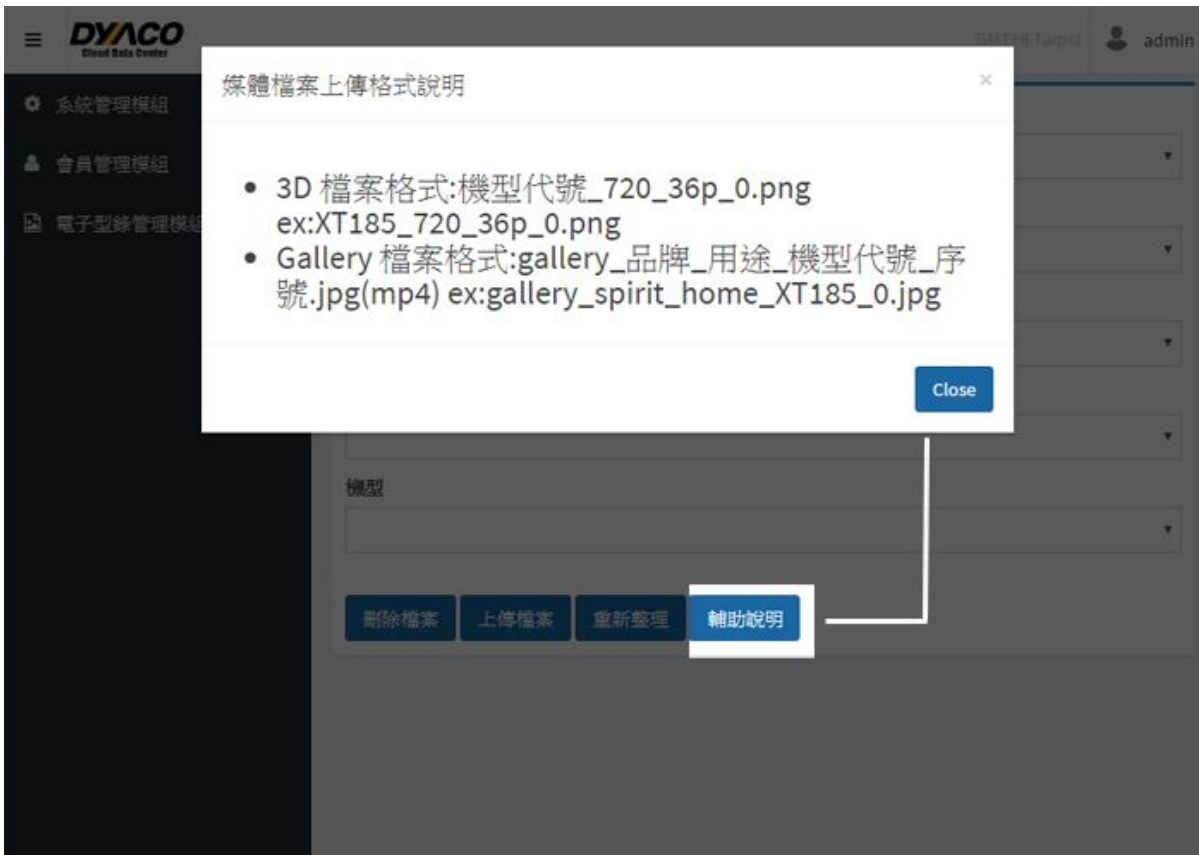 DYACO
Cloud Data Center
GMT+8 Taipei
admin
系統管理模組
會員管理模組
電子型錄管理模組
媒體檔案上傳格式說明
×
3D 檔案格式:機型代號_720_36p_0.png
ex:XT185_720_36p_0.png
Gallery 檔案格式:gallery_品牌_用途_機型代號_序
號.jpg(mp4) ex:gallery_spirit_home_XT185_0.jpg
Close
機型
刪除檔案
上傳檔案
重新整理
輔助說明